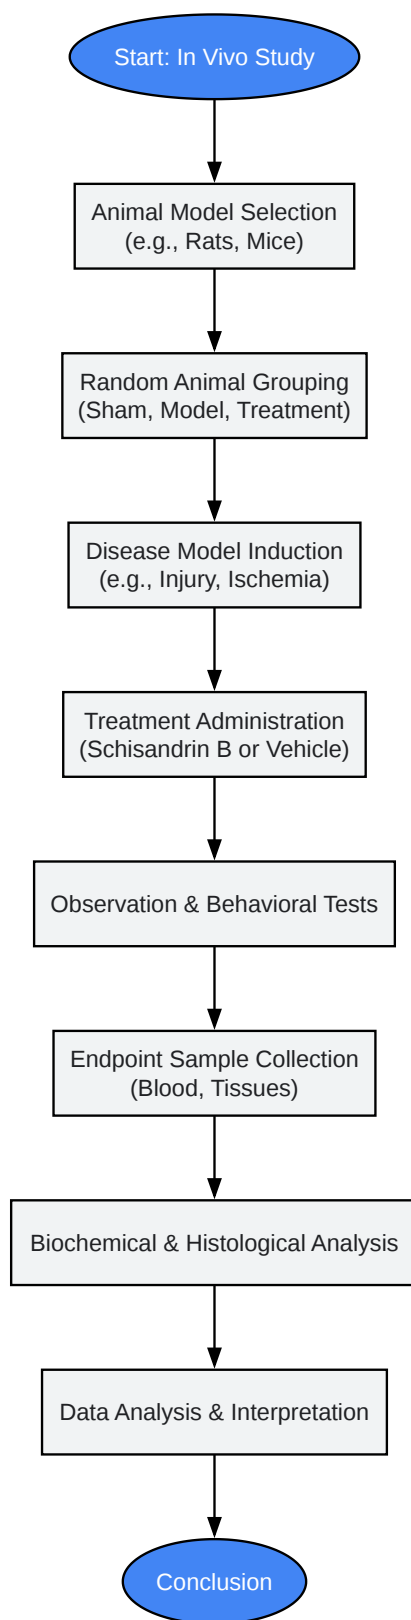 Start: In Vivo Study
Animal Model Selection
(e.g., Rats, Mice)
Random Animal Grouping
(Sham, Model, Treatment)
Disease Model Induction
(e.g., Injury, Ischemia)
Treatment Administration
(Schisandrin B or Vehicle)
Observation & Behavioral Tests
Endpoint Sample Collection
(Blood, Tissues)
Biochemical & Histological Analysis
Data Analysis & Interpretation
Conclusion